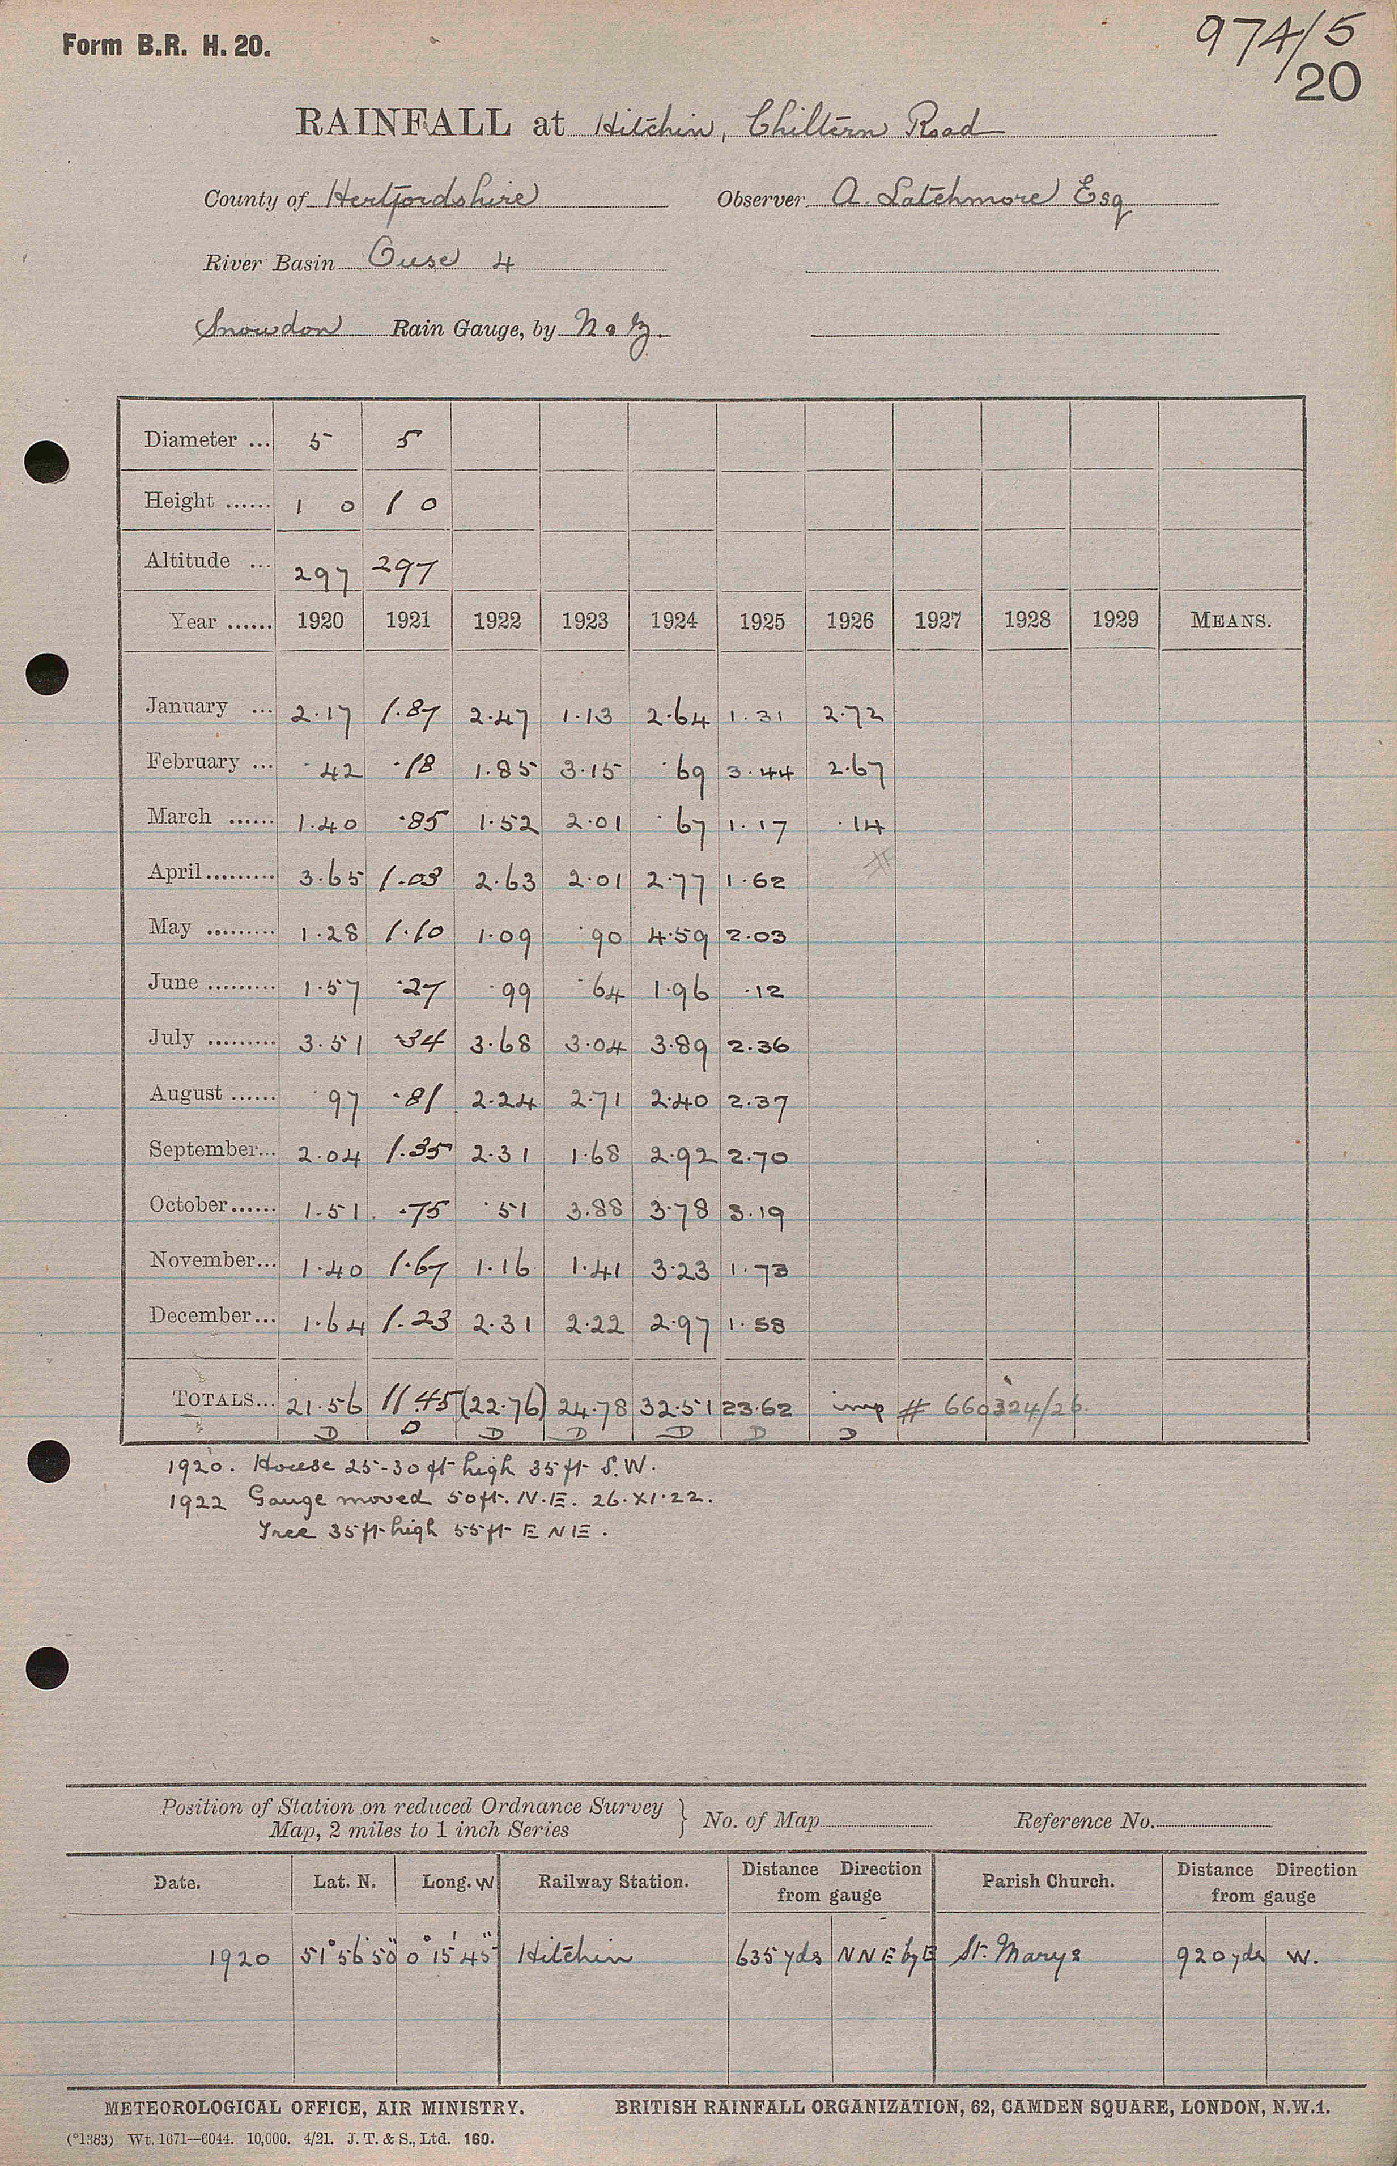 Form B.R. H. 20.
974/5
20
RAINFALL at Hitchin, Chiltern Road
County of Hertfordshire Observer A. Latchmore Esq
River Basin Ouse 4
Snowdon Rain Gauge, by N & Z
Diameter ... 5 5
Height ...... 1 0 1 0
Altitude ... 297 297
Year ...... 1920 1921 1922 1923 1924 1925 1926 1927 1928 1929 MEANS.
January ... 2.17 1.87 2.47 1.13 2.64 1.31 2.72
February ... .42 .18 1.85 3.15 .69 3.44 2.67
March ...... 1.40 .85 1.52 2.01 .67 1.17 .14
April ......... 3.65 1.03 2.63 2.01 2.77 1.62 #
May ......... 1.28 1.10 1.09 .90 4.59 2.03
June ......... 1.57 .27 .99 .64 1.96 .12
July ......... 3.51 .34 3.68 3.04 3.89 2.36
August ...... .97 .81 2.24 2.71 2.40 2.37
September... 2.04 1.35 2.31 1.68 2.92 2.70
October ...... 1.51 .75 .51 3.88 3.78 3.19
November... 1.40 1.67 1.16 1.41 3.23 1.73
December... 1.64 1.23 2.31 2.22 2.97 1.58
TOTALS... 21.56 11.45 (22.76) 24.78 32.51 23.62 imp # 660324/26.
D D D D D D D
1920. House 25-30 ft high 35 ft S.W.
1922 Gauge moved 50ft. N.E. 26.XI.22.
Tree 35 ft high 55 ft E N E.
Position of Station on reduced Ordnance Survey
Map, 2 miles to 1 inch Series } No. of Map Reference No.
Date. Lat. N. Long. W Railway Station. Distance Direction from gauge Parish Church. Distance Direction from gauge
1920 51° 56' 50" 0° 15' 45" Hitchin 635 yds NNE by E St. Marys 920 yds W.
METEOROLOGICAL OFFICE, AIR MINISTRY. BRITISH RAINFALL ORGANIZATION, 62, CAMDEN SQUARE, LONDON, N.W.1.
(°1383) Wt. 1671—6044. 10,000. 4/21. J. T. & S., Ltd. 160.